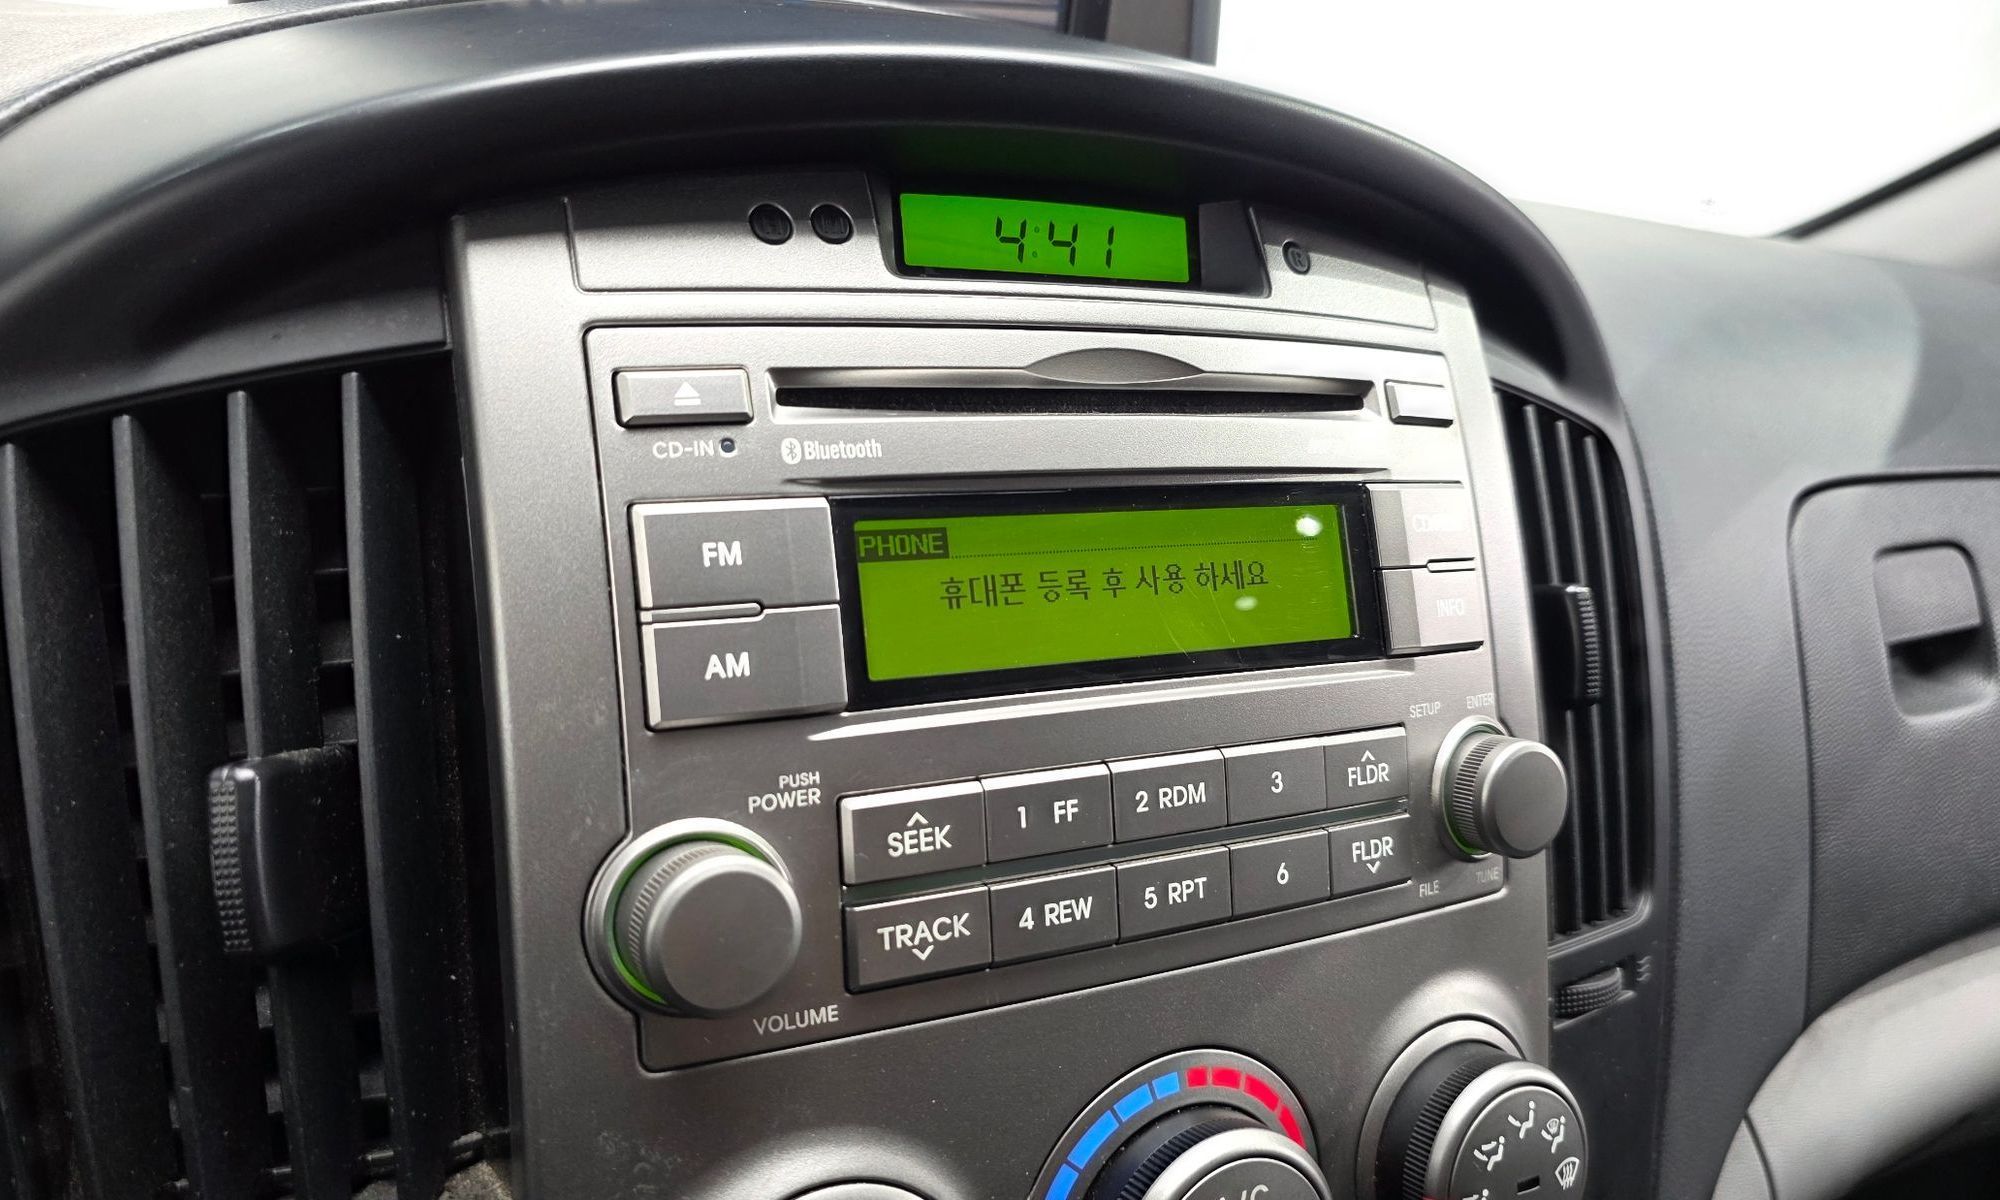 H
M
4:41
R
CD-IN
Bluetooth
FM
AM
PHONE
휴대폰 등록 후 사용 하세요
INFO
SETUP
ENTER
PUSH
POWER
SEEK
1 FF
2 RDM
3
FLDR
TRACK
4 REW
5 RPT
6
FLDR
FILE
TUNE
VOLUME